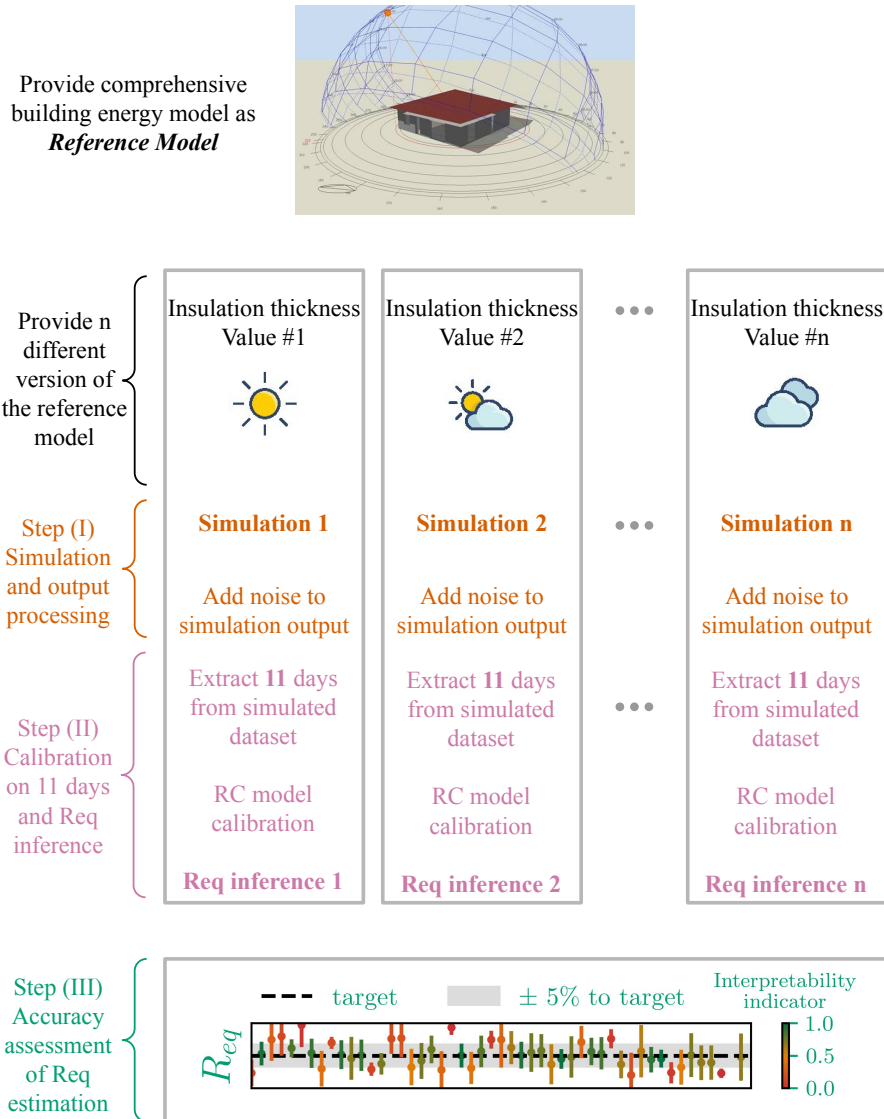 Provide comprehensive
building energy model as
Reference Model
Provide n
different
version of
the reference
model
Insulation thickness
Value #1
Insulation thickness
Value #2
Insulation thickness
Value #n
Step (I)
Simulation
and output
processing
Simulation 1
Simulation 2
Simulation n
Add noise to
simulation output
Add noise to
simulation output
Add noise to
simulation output
Step (II)
Calibration
on 11 days
and Req
inference
Extract 11 days
from simulated
dataset
Extract 11 days
from simulated
dataset
Extract 11 days
from simulated
dataset
RC model
calibration
RC model
calibration
RC model
calibration
Req inference 1
Req inference 2
Req inference n
Step (III)
Accuracy
assessment
of Req
estimation
target
± 5% to target
Interpretability
indicator
Req
1.0
0.5
0.0